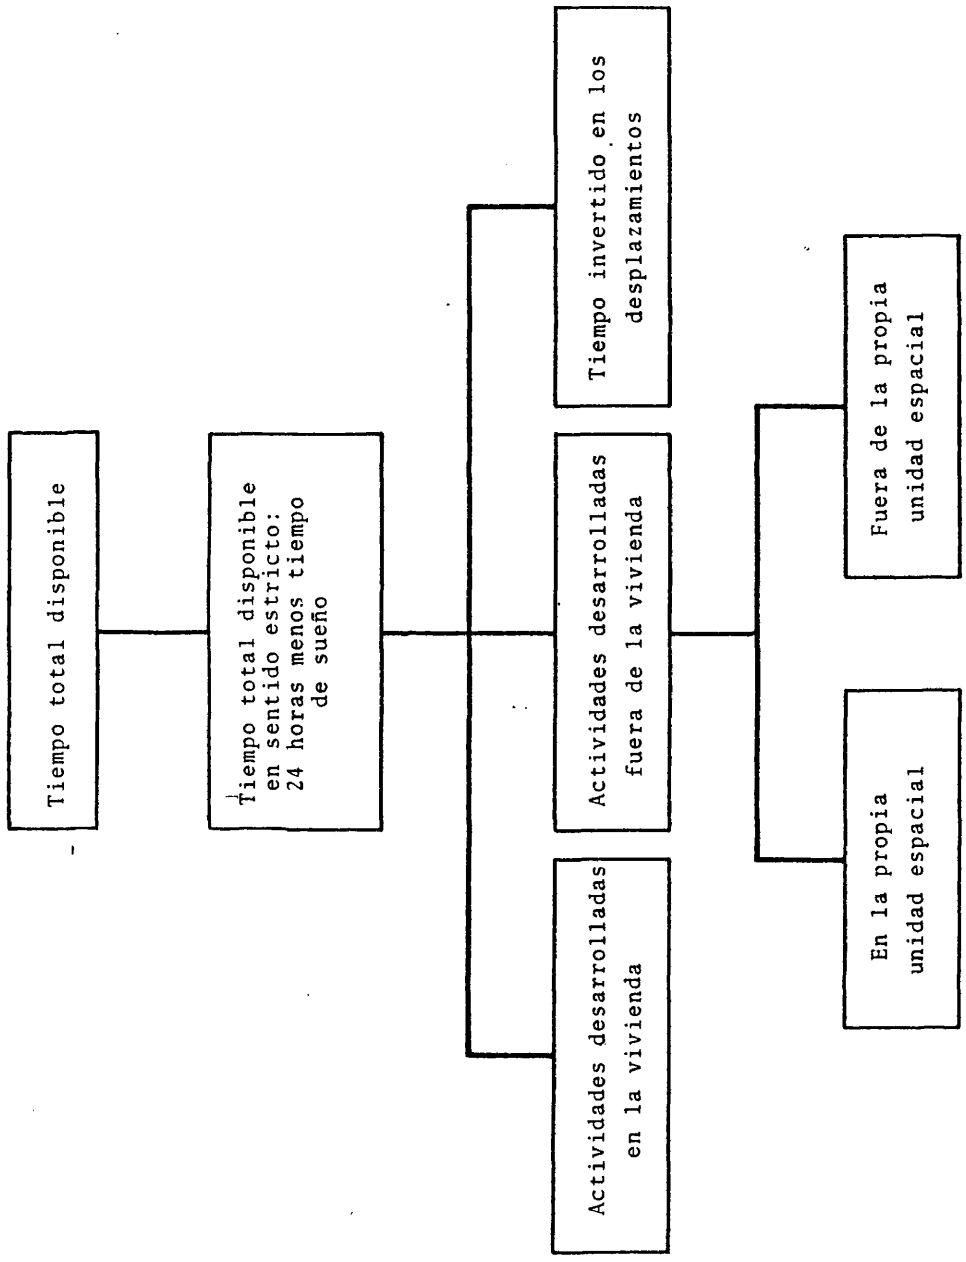 Tiempo total disponible
Tiempo total disponible
en sentido estricto:
24 horas menos tiempo
de sueño
Actividades desarrolladas
en la vivienda
Actividades desarrolladas
fuera de la vivienda
Tiempo invertido en los
desplazamientos
En la propia
unidad espacial
Fuera de la propia
unidad espacial